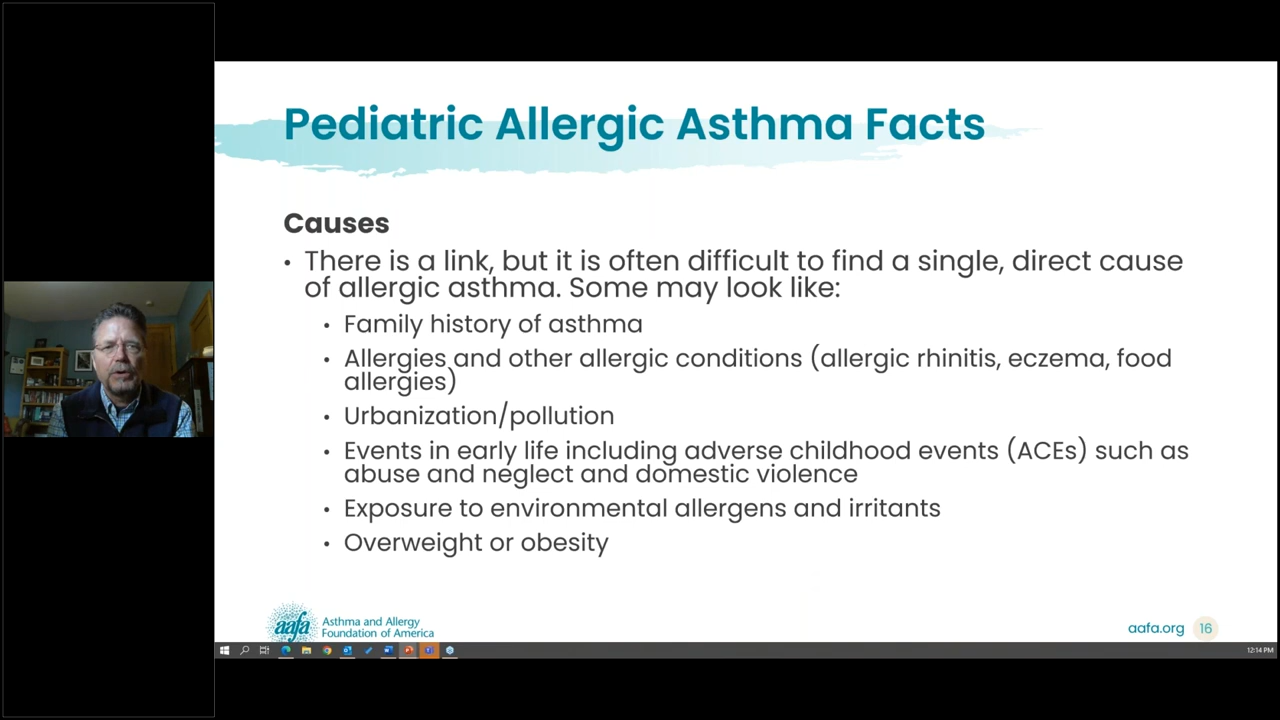 Pediatric Allergic Asthma Facts
Causes
• There is a link, but it is often difficult to find a single, direct cause
of allergic asthma. Some may look like:
• Family history of asthma
• Allergies and other allergic conditions (allergic rhinitis, eczema, food
allergies)
• Urbanization/pollution
• Events in early life including adverse childhood events (ACEs) such as
abuse and neglect and domestic violence
• Exposure to environmental allergens and irritants
• Overweight or obesity
aafa Asthma and Allergy
Foundation of America
aafa.org 16
12:14 PM